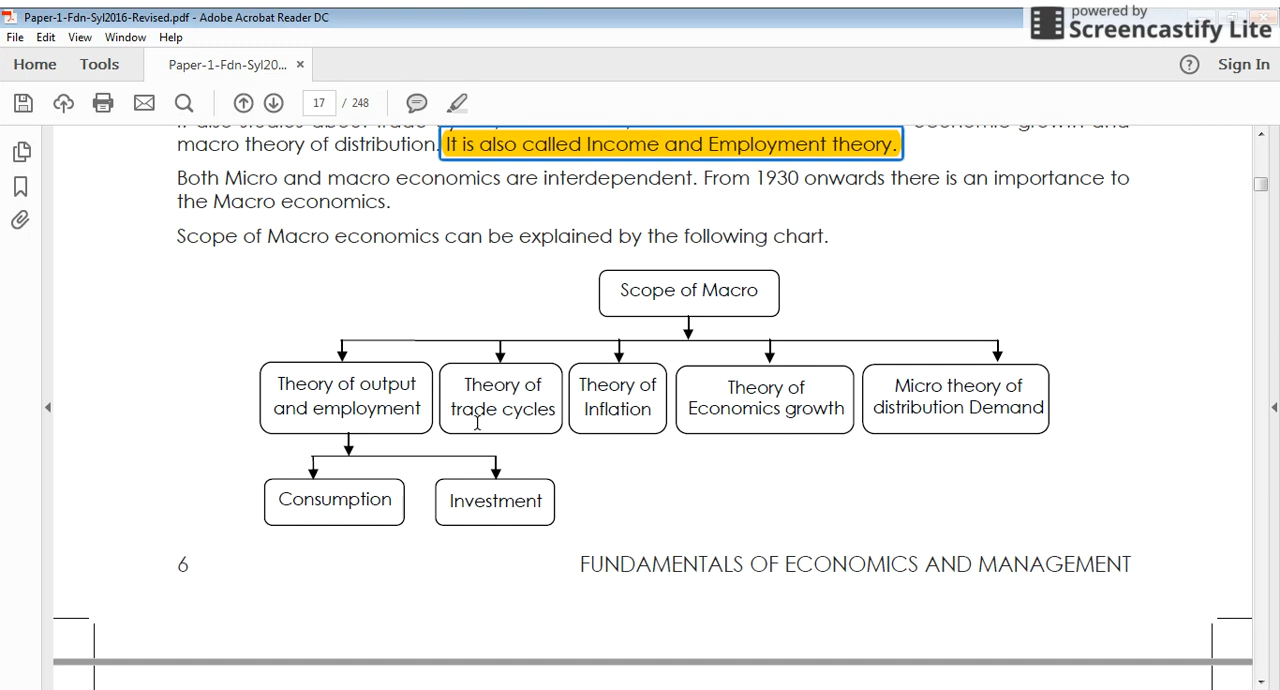 Paper-1-Fdn-Syl2016-Revised.pdf - Adobe Acrobat Reader DC
powered by
Screencastify Lite
File Edit View Window Help
Home Tools Paper-1-Fdn-Syl20... × ? Sign In
17 / 248
economic growth and
macro theory of distribution. It is also called Income and Employment theory.
Both Micro and macro economics are interdependent. From 1930 onwards there is an importance to
the Macro economics.
Scope of Macro economics can be explained by the following chart.
Scope of Macro
Theory of output
and employment
Theory of
trade cycles
Theory of
Inflation
Theory of
Economics growth
Micro theory of
distribution Demand
Consumption
Investment
6 FUNDAMENTALS OF ECONOMICS AND MANAGEMENT